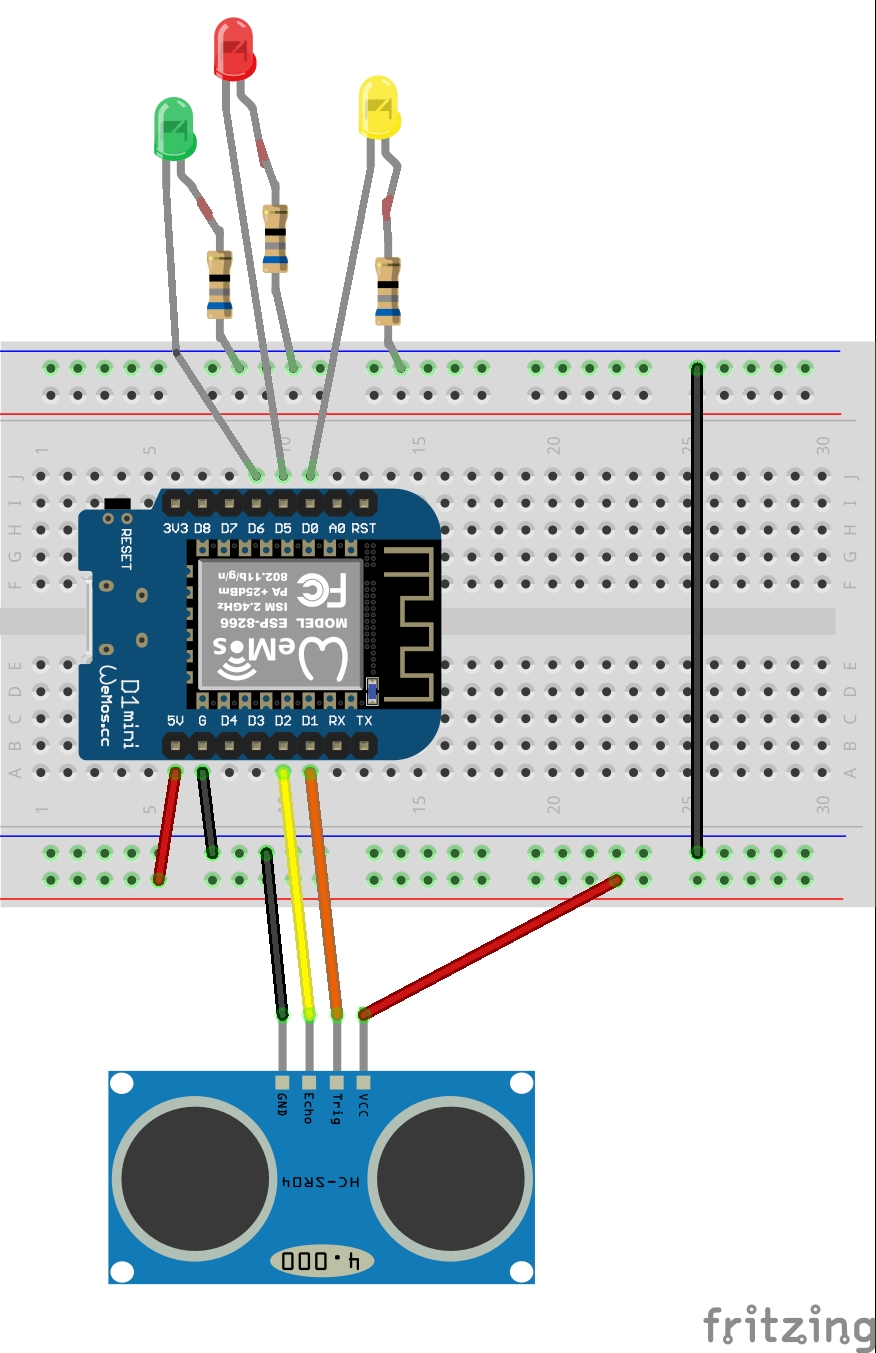 1 5 10 15 20 25 30
J J
I I
H H
G G
F F
3V3 D8 D7 D6 D5 D0 A0 RST
RESET
WeMos
MODEL ESP-8266
ISM 2.4GHz
PA +25dBm
802.11b/g/n
FC
E E
D D
C C
B B
A A
D1 mini
WeMos.cc
5V G D4 D3 D2 D1 RX TX
1 5 10 15 20 25 30
GND Echo Trig VCC
HC-SR04
4.000
fritzing